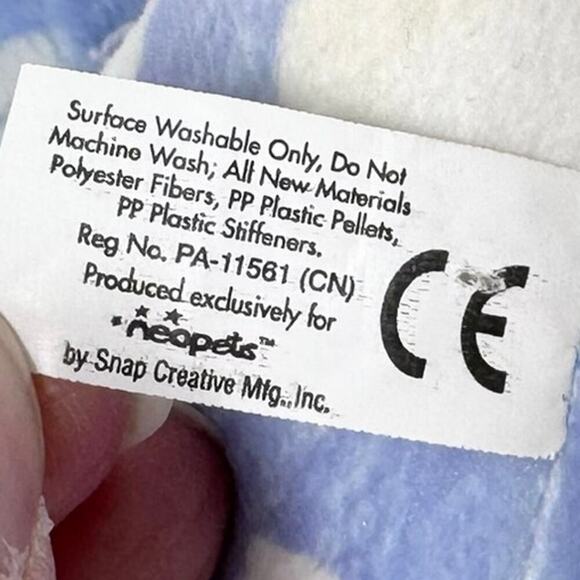 Surface Washable Only, Do Not
Machine Wash; All New Materials
Polyester Fibers, PP Plastic Pellets,
PP Plastic Stiffeners.
Reg No. PA-11561 (CN)
Produced exclusively for
neopets™
by Snap Creative Mfg., Inc.
CE